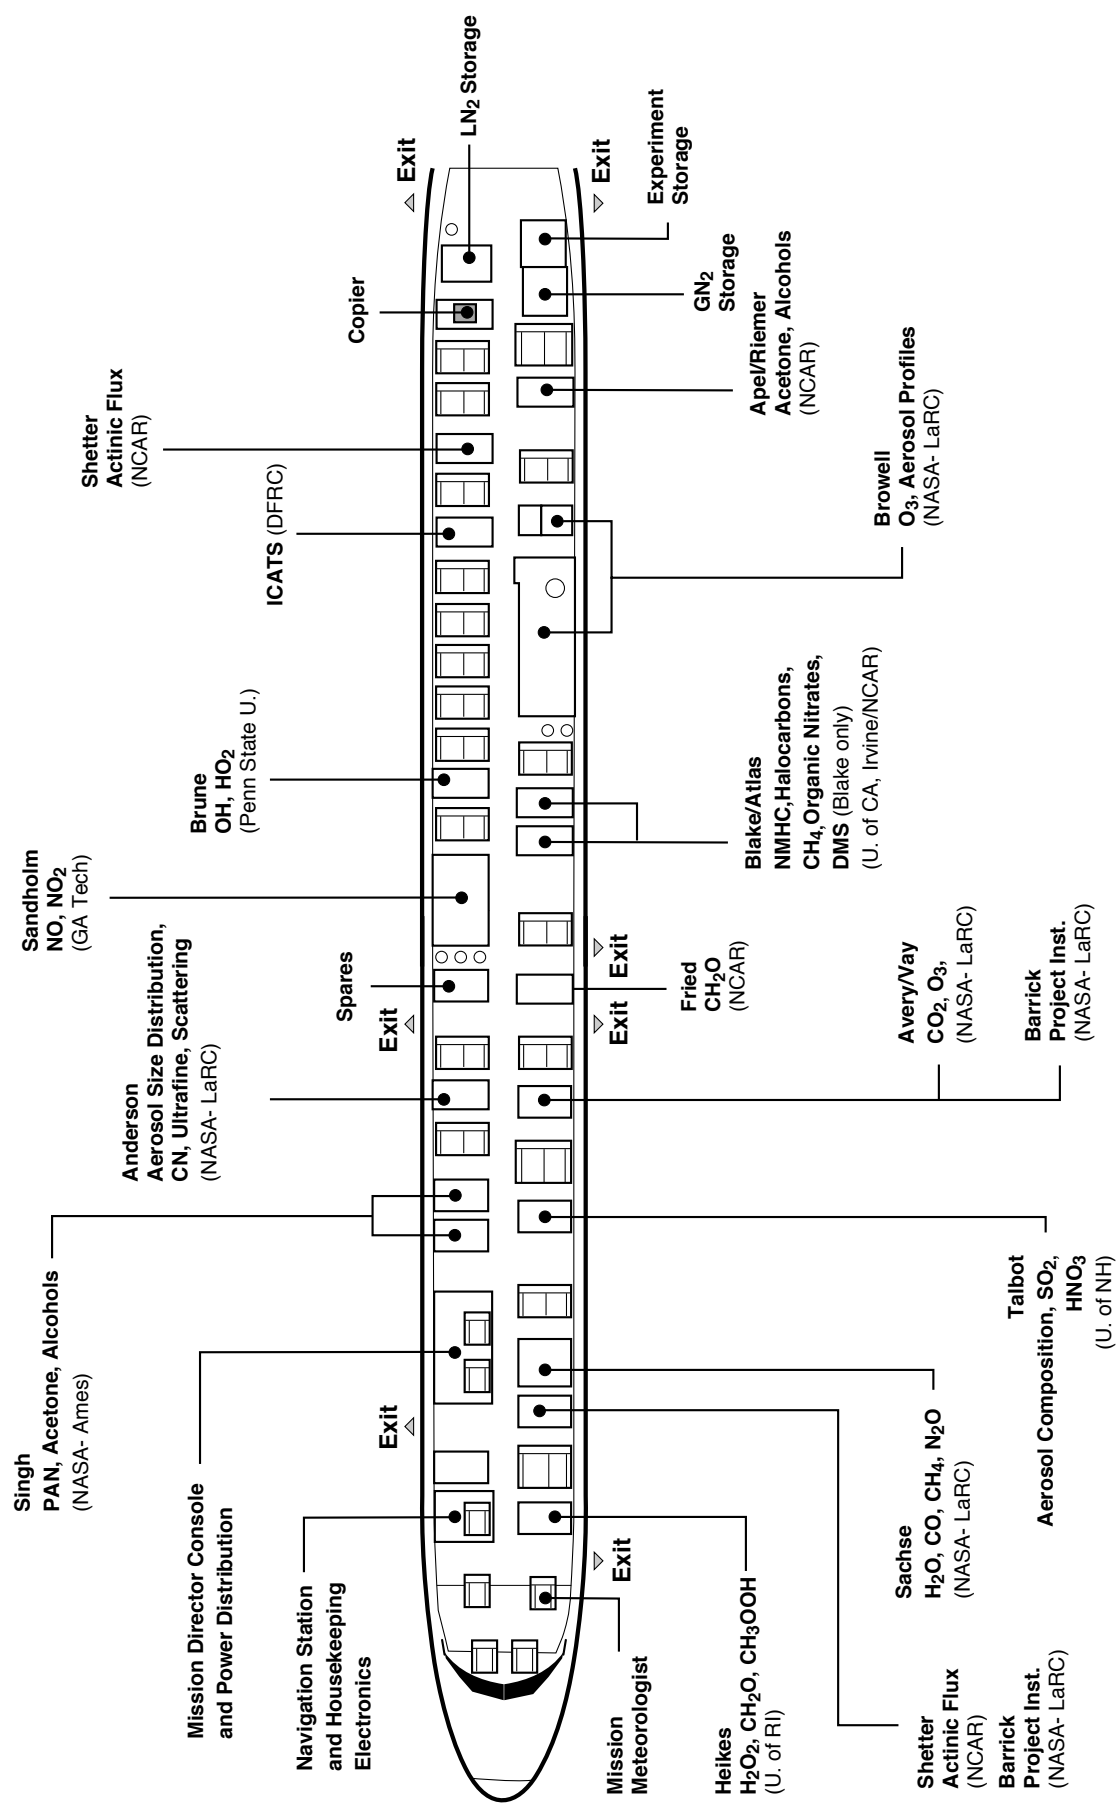 Singh
PAN, Acetone, Alcohols
(NASA- Ames)
Mission Director Console
and Power Distribution
Navigation Station
and Housekeeping
Electronics
Anderson
Aerosol Size Distribution,
CN, Ultrafine, Scattering
(NASA- LaRC)
Sandholm
NO, NO2
(GA Tech)
Spares
Brune
OH, HO2
(Penn State U.)
ICATS (DFRC)
Shetter
Actinic Flux
(NCAR)
Copier
LN2 Storage
Exit
Exit
Exit
Exit
Exit
Exit
Exit
Mission
Meteorologist
Heikes
H2O2, CH2O, CH3OOH
(U. of RI)
Shetter
Actinic Flux
(NCAR)
Barrick
Project Inst.
(NASA- LaRC)
Sachse
H2O, CO, CH4, N2O
(NASA- LaRC)
Talbot
Aerosol Composition, SO2,
HNO3
(U. of NH)
Avery/Vay
CO2, O3,
(NASA- LaRC)
Barrick
Project Inst.
(NASA- LaRC)
Fried
CH2O
(NCAR)
Blake/Atlas
NMHC,Halocarbons,
CH4,Organic Nitrates,
DMS (Blake only)
(U. of CA, Irvine/NCAR)
Browell
O3, Aerosol Profiles
(NASA- LaRC)
Apel/Riemer
Acetone, Alcohols
(NCAR)
GN2
Storage
Experiment
Storage